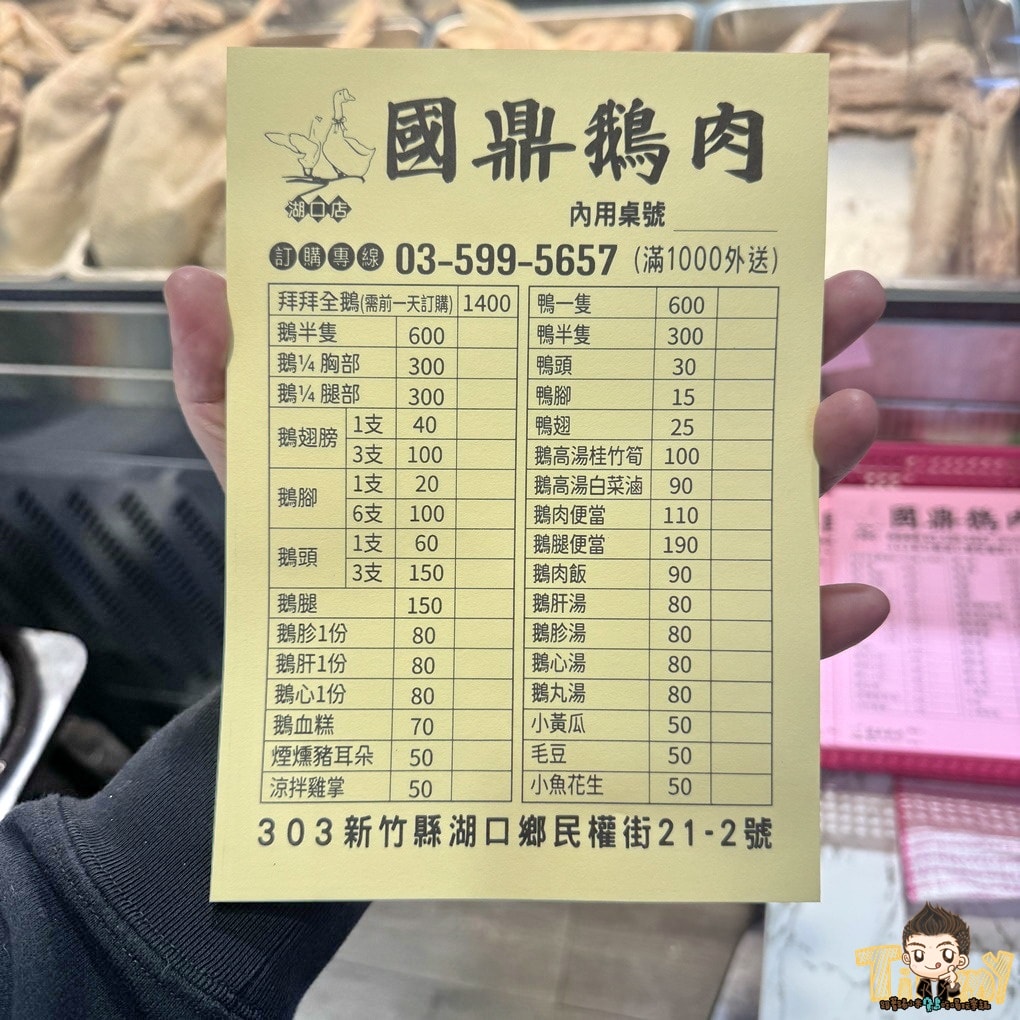 國鼎鵝肉
湖口店
內用桌號
訂購專線 03-599-5657 (滿1000外送)
拜拜全鵝(需前一天訂購) 1400
鵝半隻 600
鵝¼胸部 300
鵝¼腿部 300
鵝翅膀 1支 40
3支 100
鵝腳 1支 20
6支 100
鵝頭 1支 60
3支 150
鵝腿 150
鵝胗1份 80
鵝肝1份 80
鵝心1份 80
鵝血糕 70
煙燻豬耳朵 50
涼拌雞掌 50
鴨一隻 600
鴨半隻 300
鴨頭 30
鴨腳 15
鴨翅 25
鵝高湯桂竹筍 100
鵝高湯白菜滷 90
鵝肉便當 110
鵝腿便當 190
鵝肉飯 90
鵝肝湯 80
鵝胗湯 80
鵝心湯 80
鵝丸湯 80
小黃瓜 50
毛豆 50
小魚花生 50
303新竹縣湖口鄉民權街21-2號
國鼎鵝肉